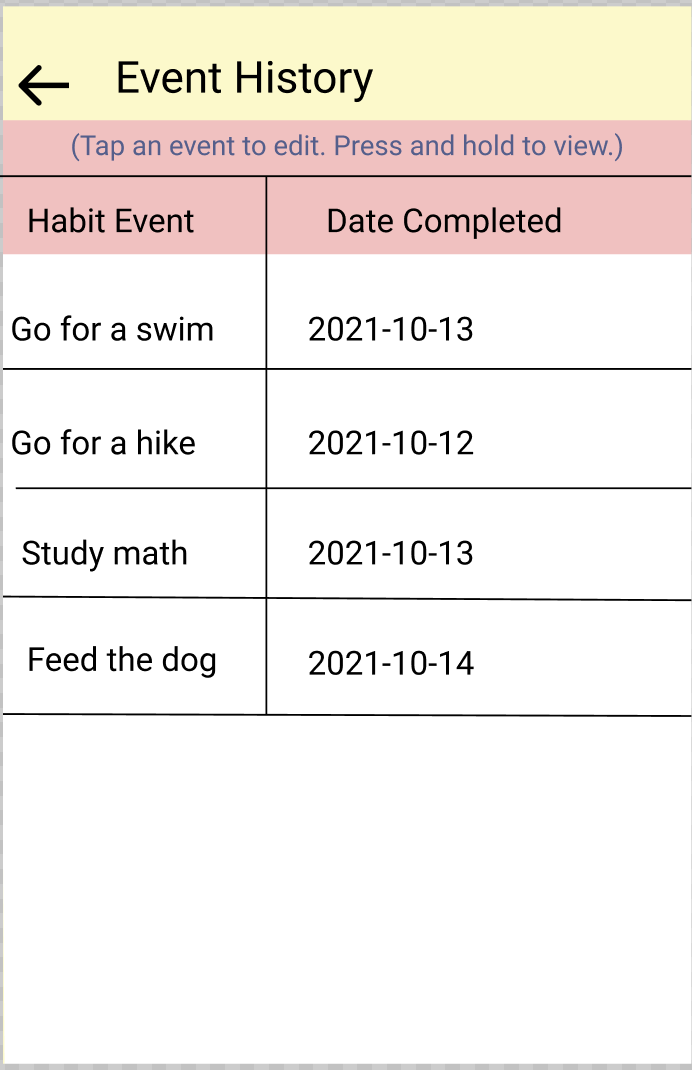 Event History
(Tap an event to edit. Press and hold to view.)
Habit Event Date Completed
Go for a swim 2021-10-13
Go for a hike 2021-10-12
Study math 2021-10-13
Feed the dog 2021-10-14